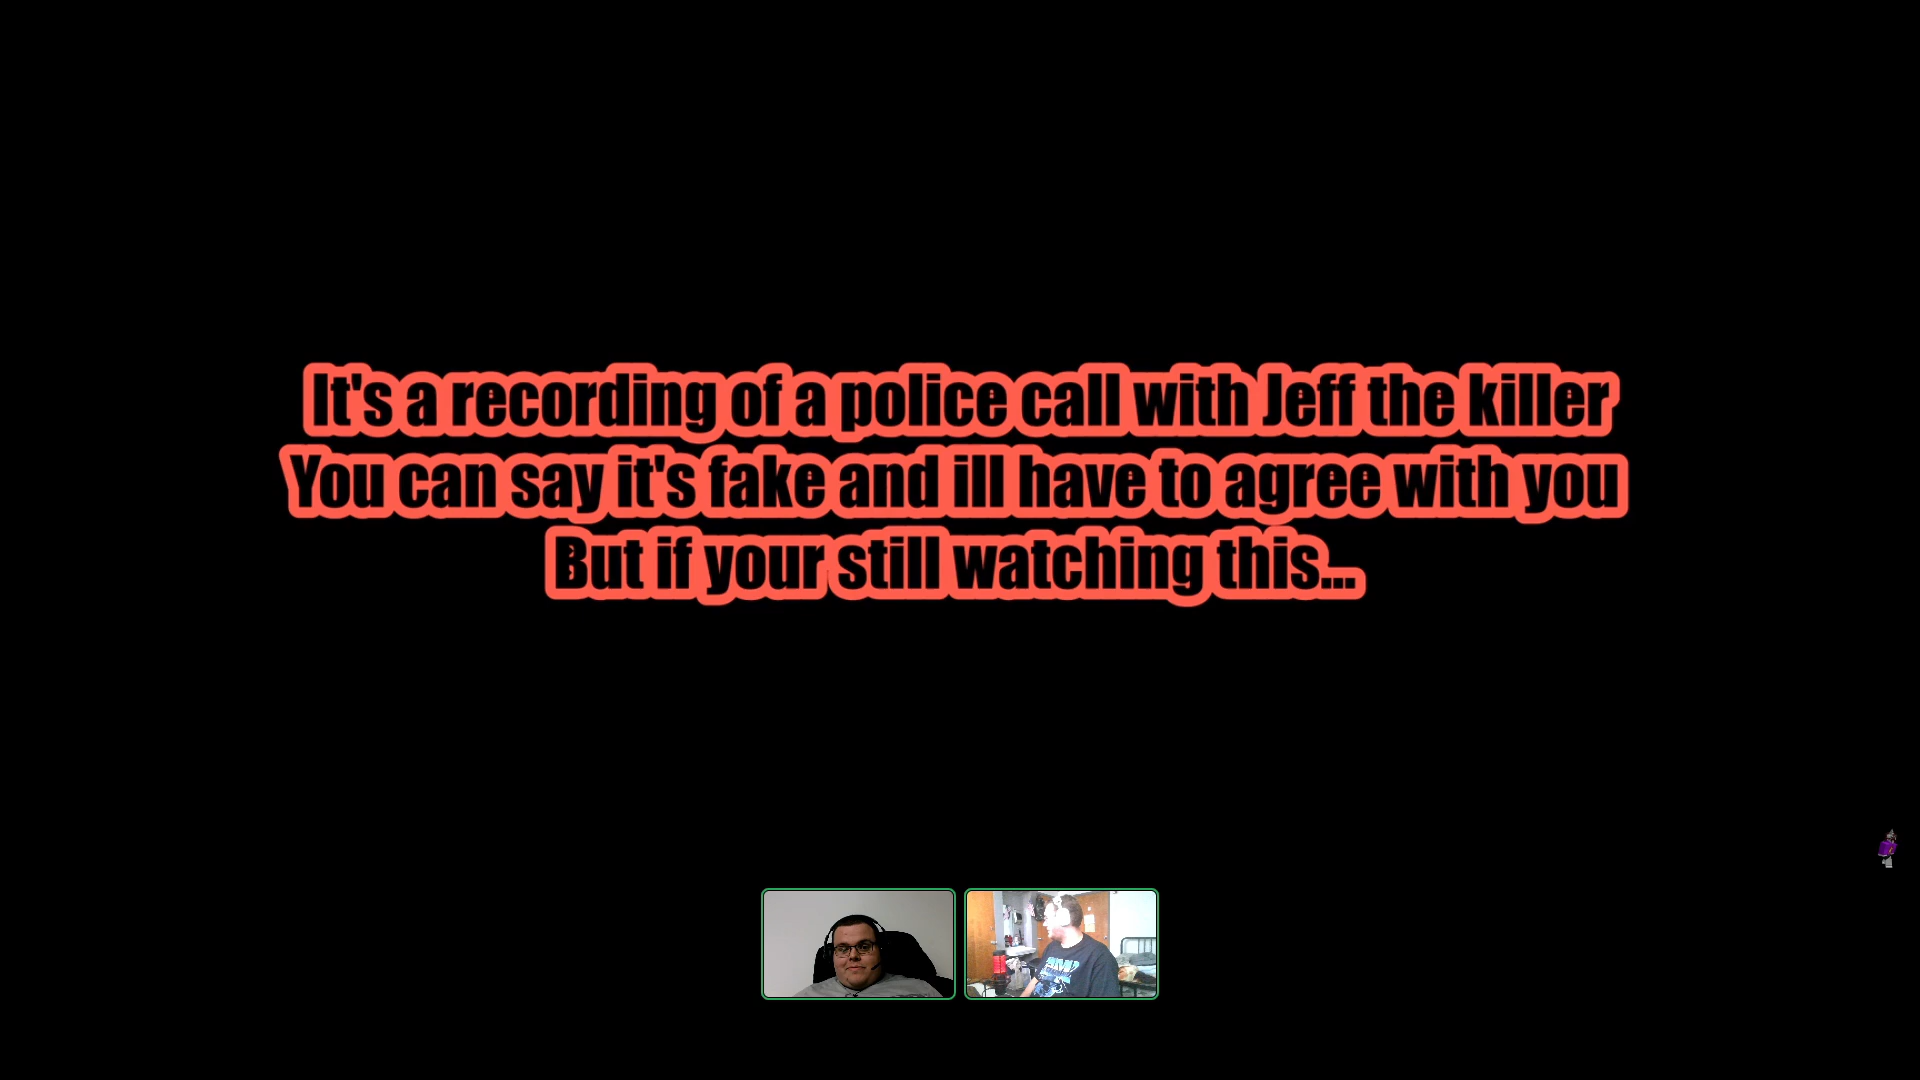 It's a recording of a police call with Jeff the killer
You can say it's fake and ill have to agree with you
But if your still watching this...